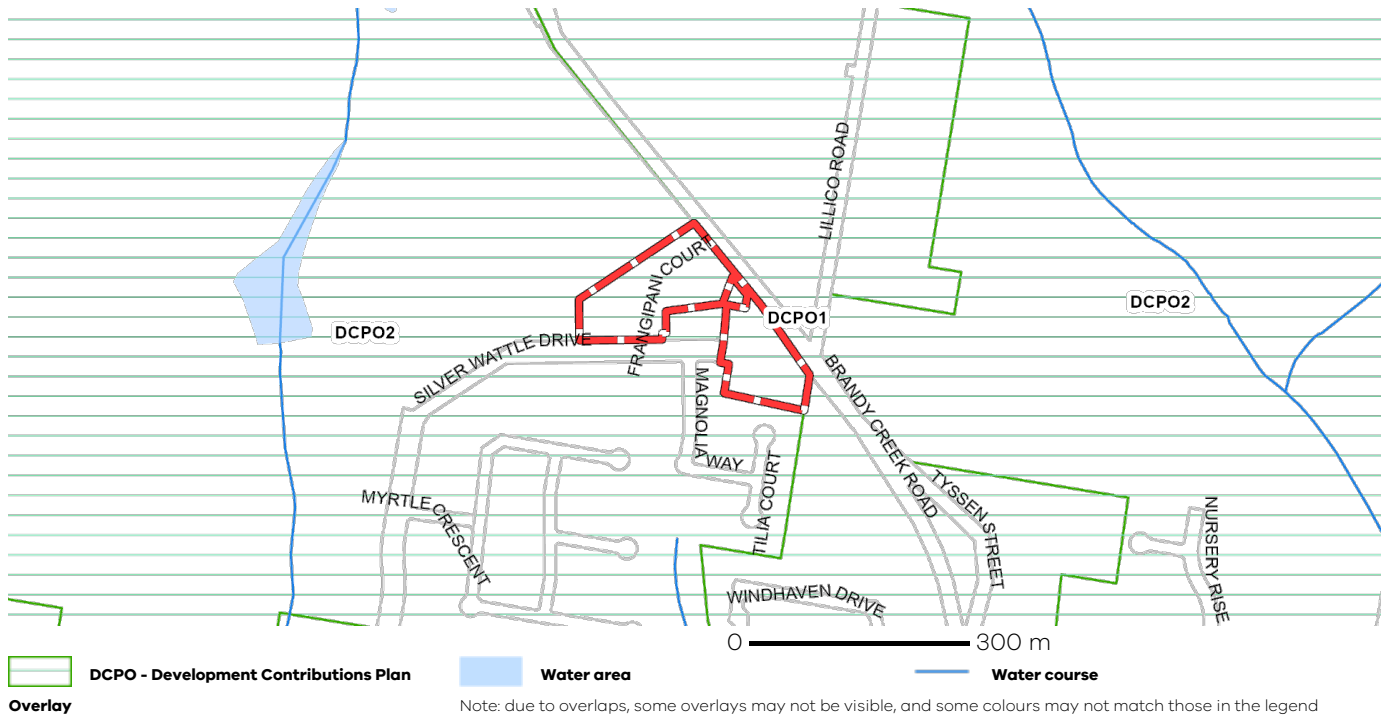 LILLICO ROAD
FRANGIPANI COURT
DCPO2
DCPO1
DCPO2
SILVER WATTLE DRIVE
MAGNOLIA WAY
BRANDY CREEK ROAD
TILIA COURT
TYSSEN STREET
MYRTLE CRESCENT
NURSERY RISE
WINDHAVEN DRIVE
0 300 m
DCPO - Development Contributions Plan Overlay
Water area
Water course
Note: due to overlaps, some overlays may not be visible, and some colours may not match those in the legend